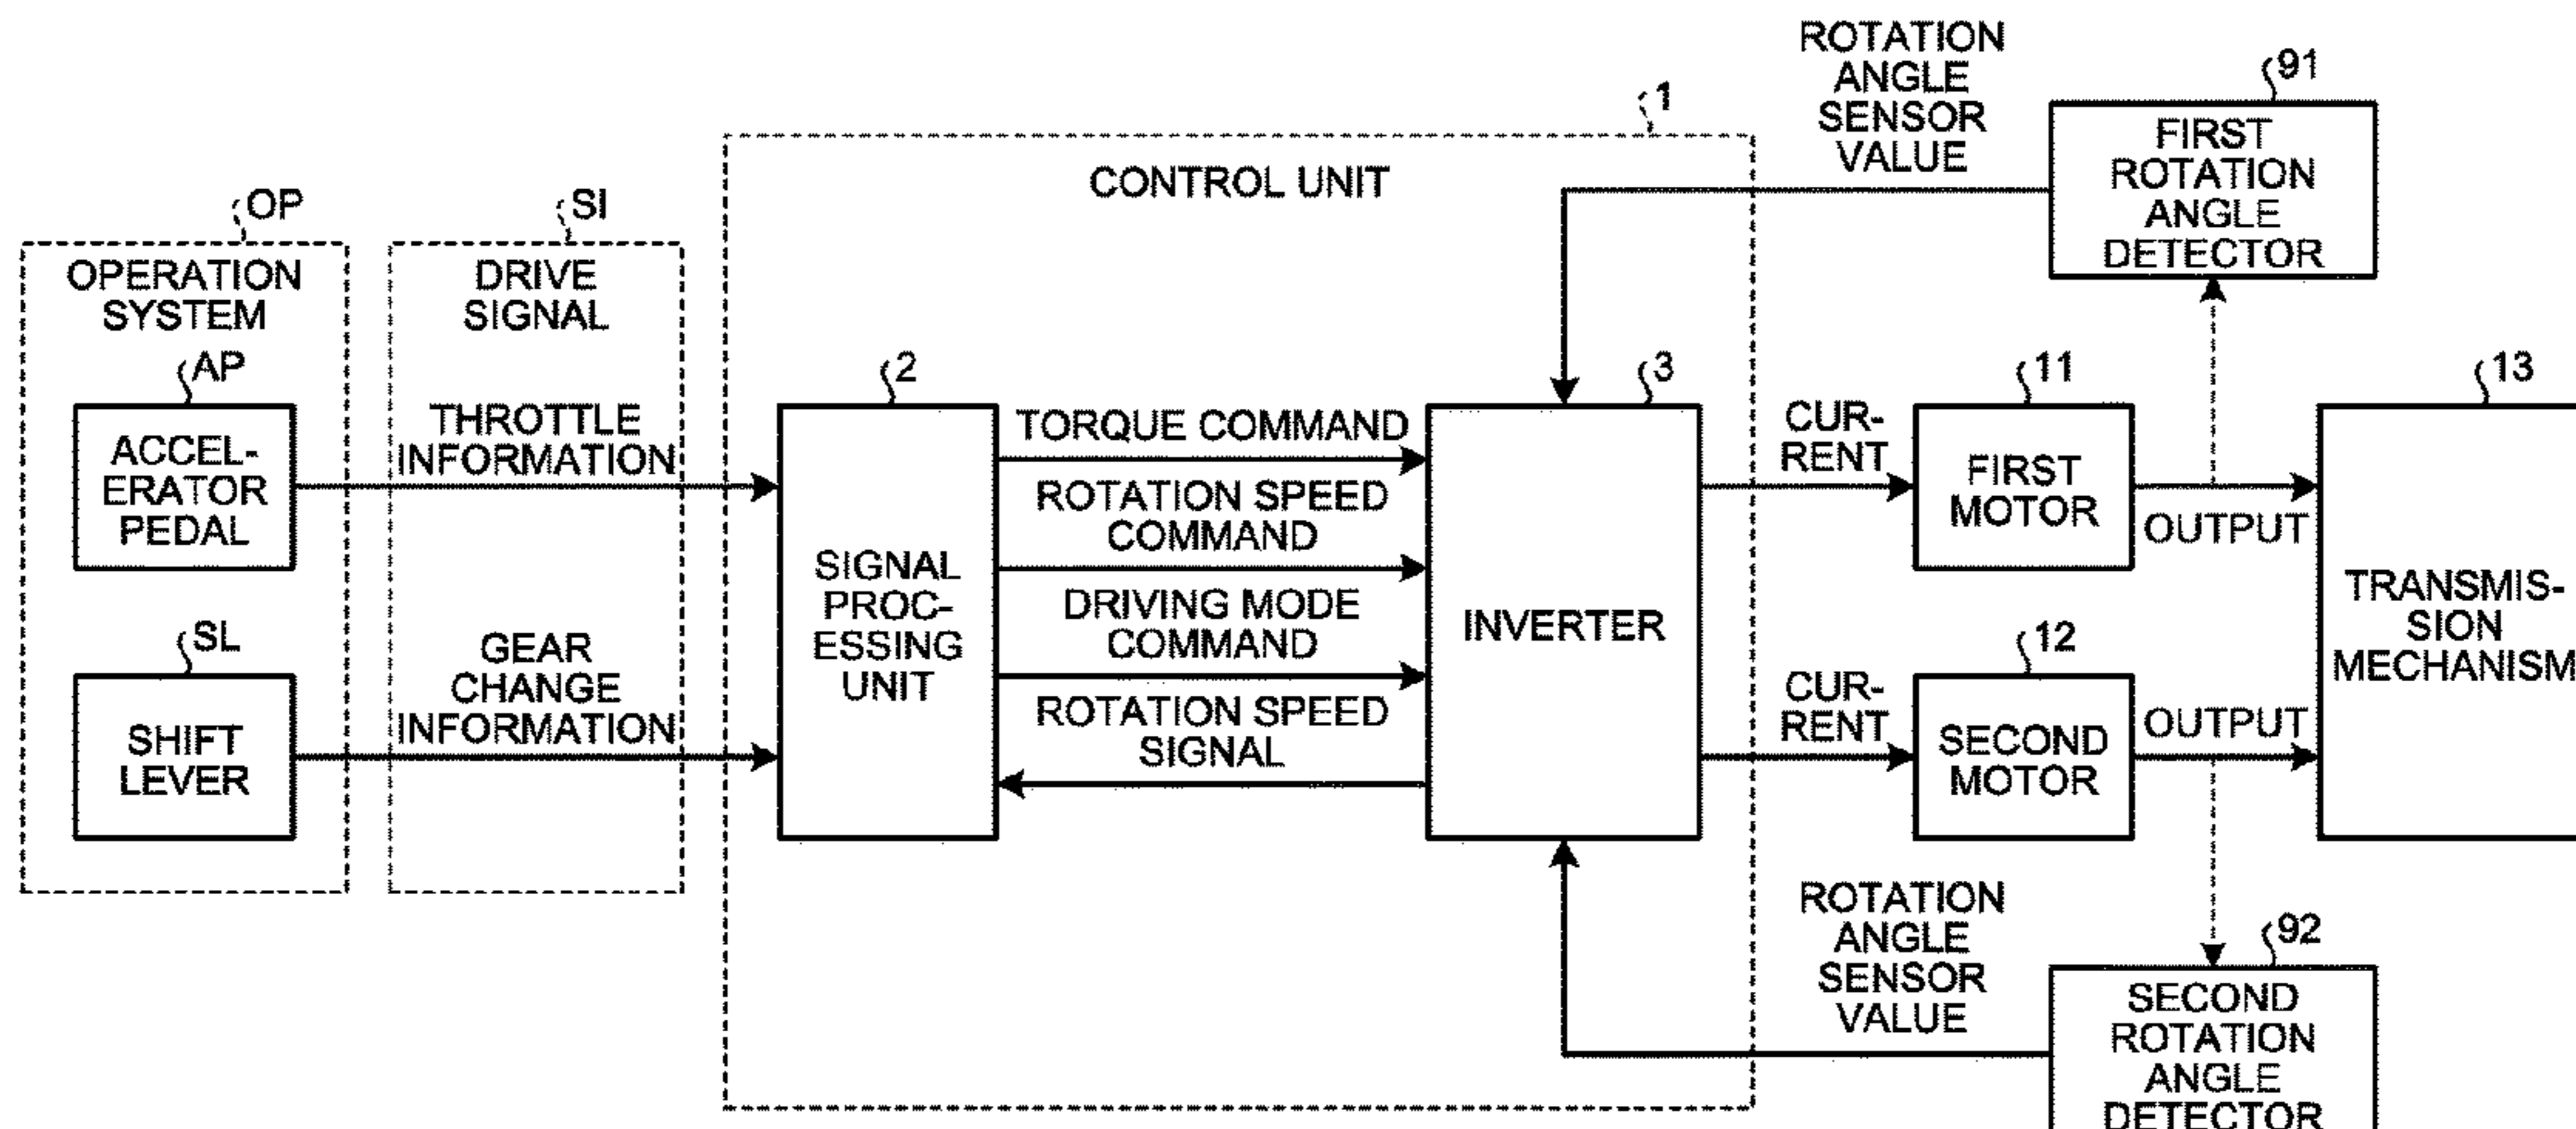 OP
OPERATION
SYSTEM
AP
ACCEL-
ERATOR
PEDAL
SL
SHIFT
LEVER
SI
DRIVE
SIGNAL
THROTTLE
INFORMATION
GEAR
CHANGE
INFORMATION
1
CONTROL UNIT
2
SIGNAL
PROC-
ESSING
UNIT
TORQUE COMMAND
ROTATION SPEED
COMMAND
DRIVING MODE
COMMAND
ROTATION SPEED
SIGNAL
3
INVERTER
ROTATION
ANGLE
SENSOR
VALUE
91
FIRST
ROTATION
ANGLE
DETECTOR
CUR-
RENT
11
FIRST
MOTOR
OUTPUT
CUR-
RENT
12
SECOND
MOTOR
OUTPUT
13
TRANSMIS-
SION
MECHANISM
ROTATION
ANGLE
SENSOR
VALUE
92
SECOND
ROTATION
ANGLE
DETECTOR